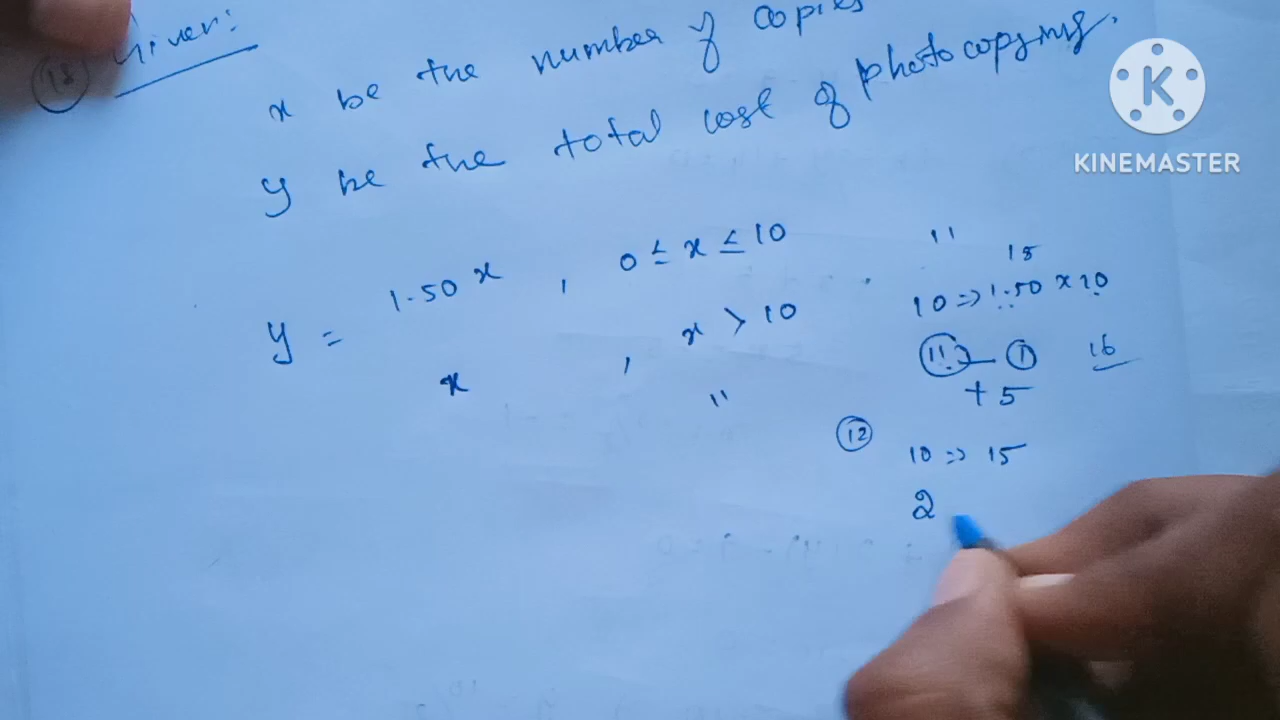 18 Given:
x be the number of copies
y be the total cost of photocopying.
y = 1.50 x , 0 ≤ x ≤ 10
x , x > 10
"
11
15
10 => 1.50 x 10
11 - 1 16
+ 5
12
10 => 15
2
K
KINEMASTER